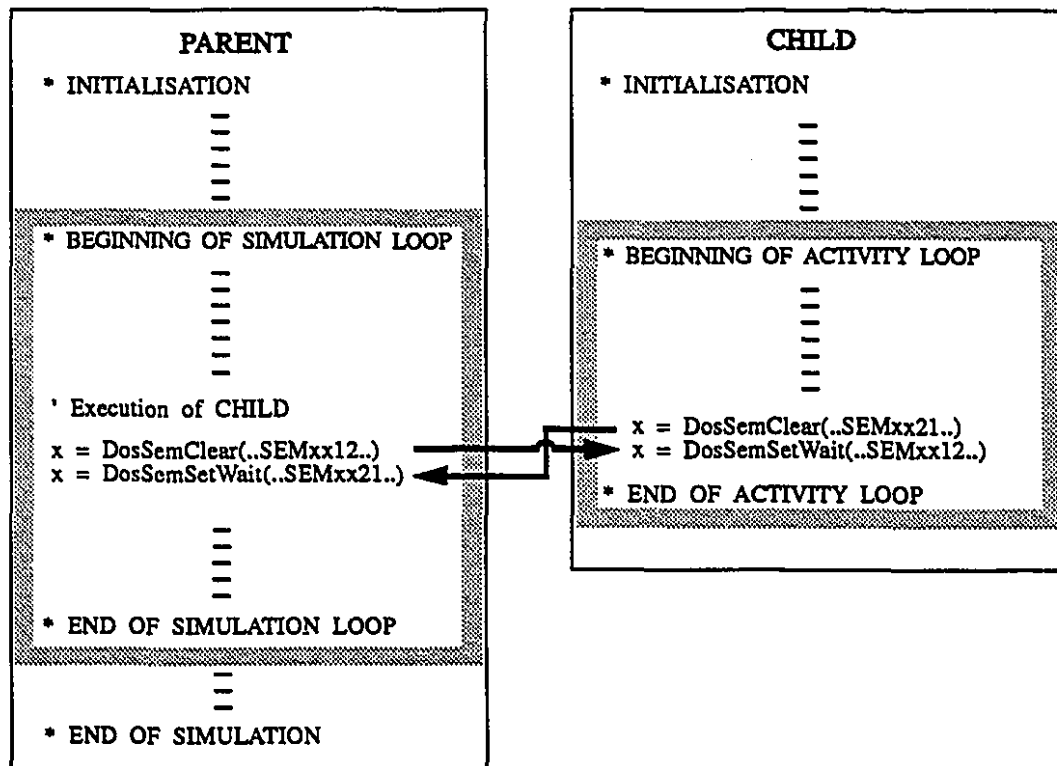 PARENT
* INITIALISATION
* BEGINNING OF SIMULATION LOOP
' Execution of CHILD
x = DosSemClear(..SEMxx12..)
x = DosSemSetWait(..SEMxx21..)
* END OF SIMULATION LOOP
* END OF SIMULATION
CHILD
* INITIALISATION
* BEGINNING OF ACTIVITY LOOP
x = DosSemClear(..SEMxx21..)
x = DosSemSetWait(..SEMxx12..)
* END OF ACTIVITY LOOP